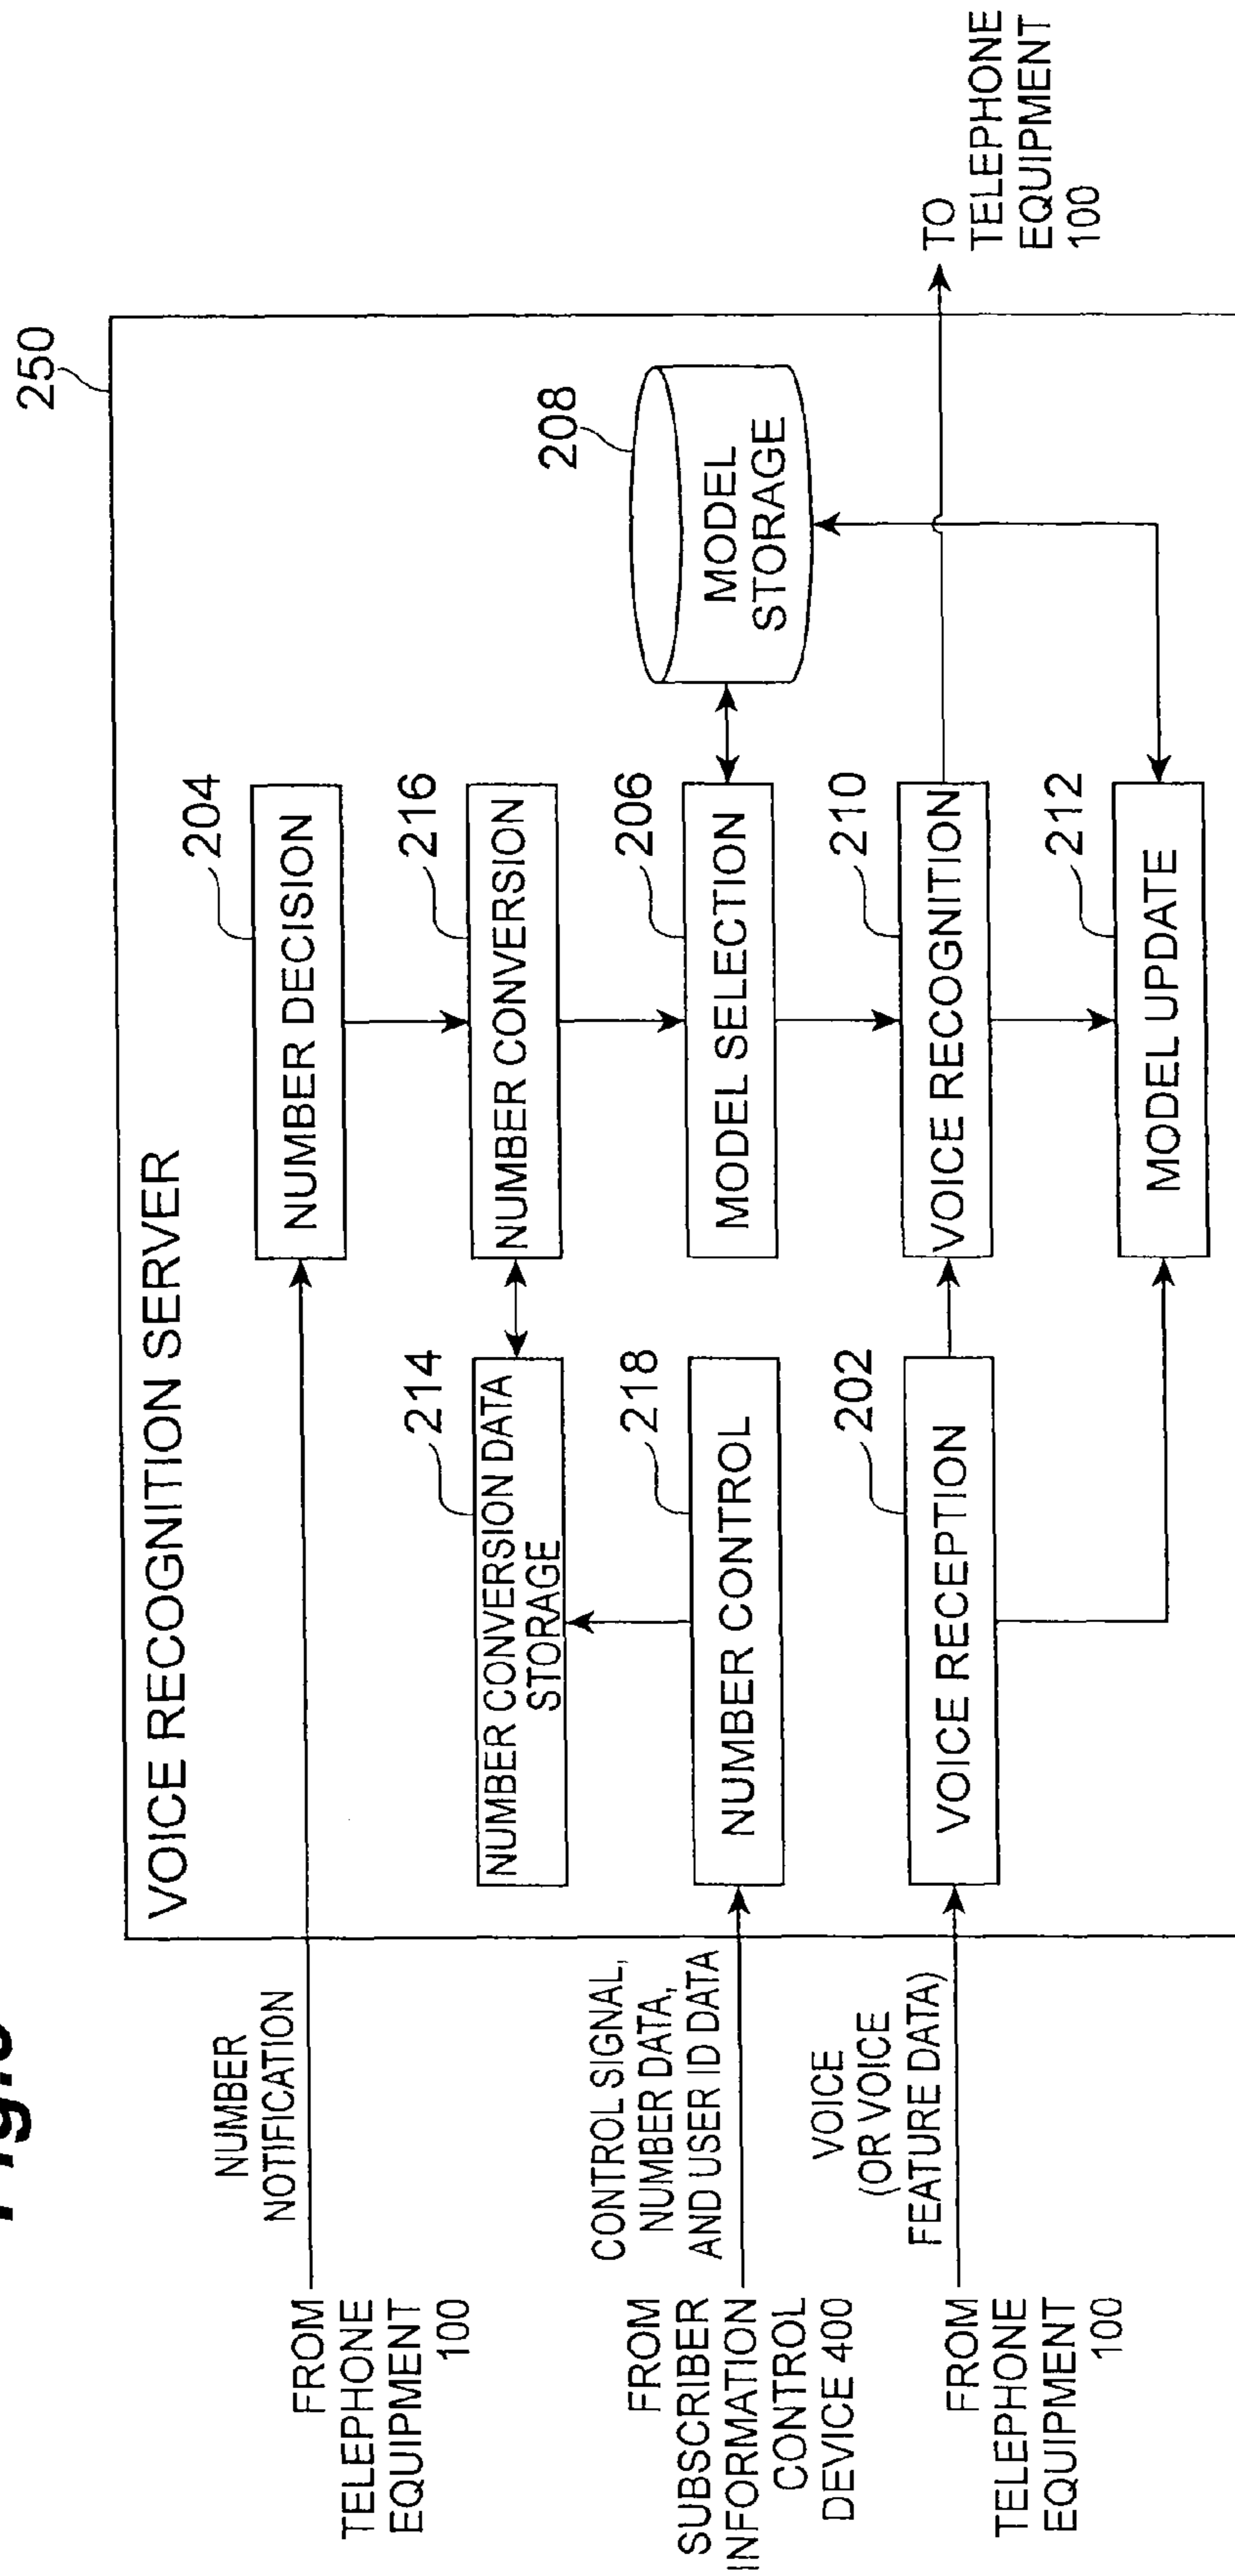 250
VOICE RECOGNITION SERVER
NUMBER
NOTIFICATION
FROM
TELEPHONE
EQUIPMENT
100
204
NUMBER DECISION
214
NUMBER CONVERSION DATA
STORAGE
216
NUMBER CONVERSION
CONTROL SIGNAL,
NUMBER DATA,
AND USER ID DATA
FROM
SUBSCRIBER
INFORMATION
CONTROL
DEVICE 400
218
NUMBER CONTROL
206
MODEL SELECTION
208
MODEL
STORAGE
VOICE
(OR VOICE
FEATURE DATA)
FROM
TELEPHONE
EQUIPMENT
100
202
VOICE RECEPTION
210
VOICE RECOGNITION
TO
TELEPHONE
EQUIPMENT
100
212
MODEL UPDATE